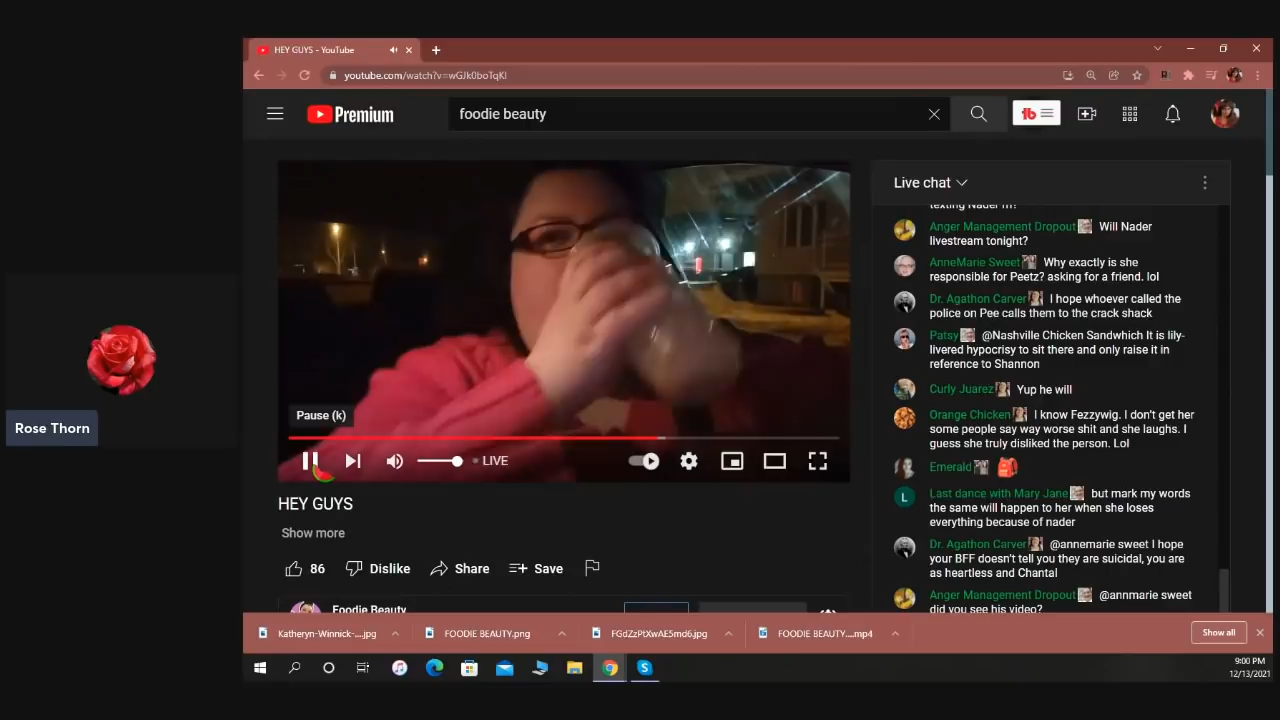 HEY GUYS - YouTube
youtube.com/watch?v=wGJk0boTqKI
Premium
foodie beauty
Live chat
texting Nader
Anger Management Dropout Will Nader
livestream tonight?
AnneMarie Sweet Why exactly is she
responsible for Peetz? asking for a friend. lol
Dr. Agathon Carver I hope whoever called the
police on Pee calls them to the crack shack
Patsy @Nashville Chicken Sandwhich It is lily-
livered hypocrisy to sit there and only raise it in
reference to Shannon
Curly Juarez Yup he will
Orange Chicken I know Fezzywig. I don't get her
some people say way worse shit and she laughs. I
guess she truly disliked the person. Lol
Emerald
L
Last dance with Mary Jane but mark my words
the same will happen to her when she loses
everything because of nader
Dr. Agathon Carver @annemarie sweet I hope
your BFF doesn't tell you they are suicidal, you are
as heartless and Chantal
Anger Management Dropout @annmarie sweet
did you see his video?
Rose Thorn
Pause (k)
LIVE
HEY GUYS
Show more
86
Dislike
Share
Save
Foodie Beauty
Katheryn-Winnick-....jpg
FOODIE BEAUTY.png
FGdZzPtXwAE5md6.jpg
FOODIE BEAUTY....mp4
Show all
9:00 PM
12/13/2021